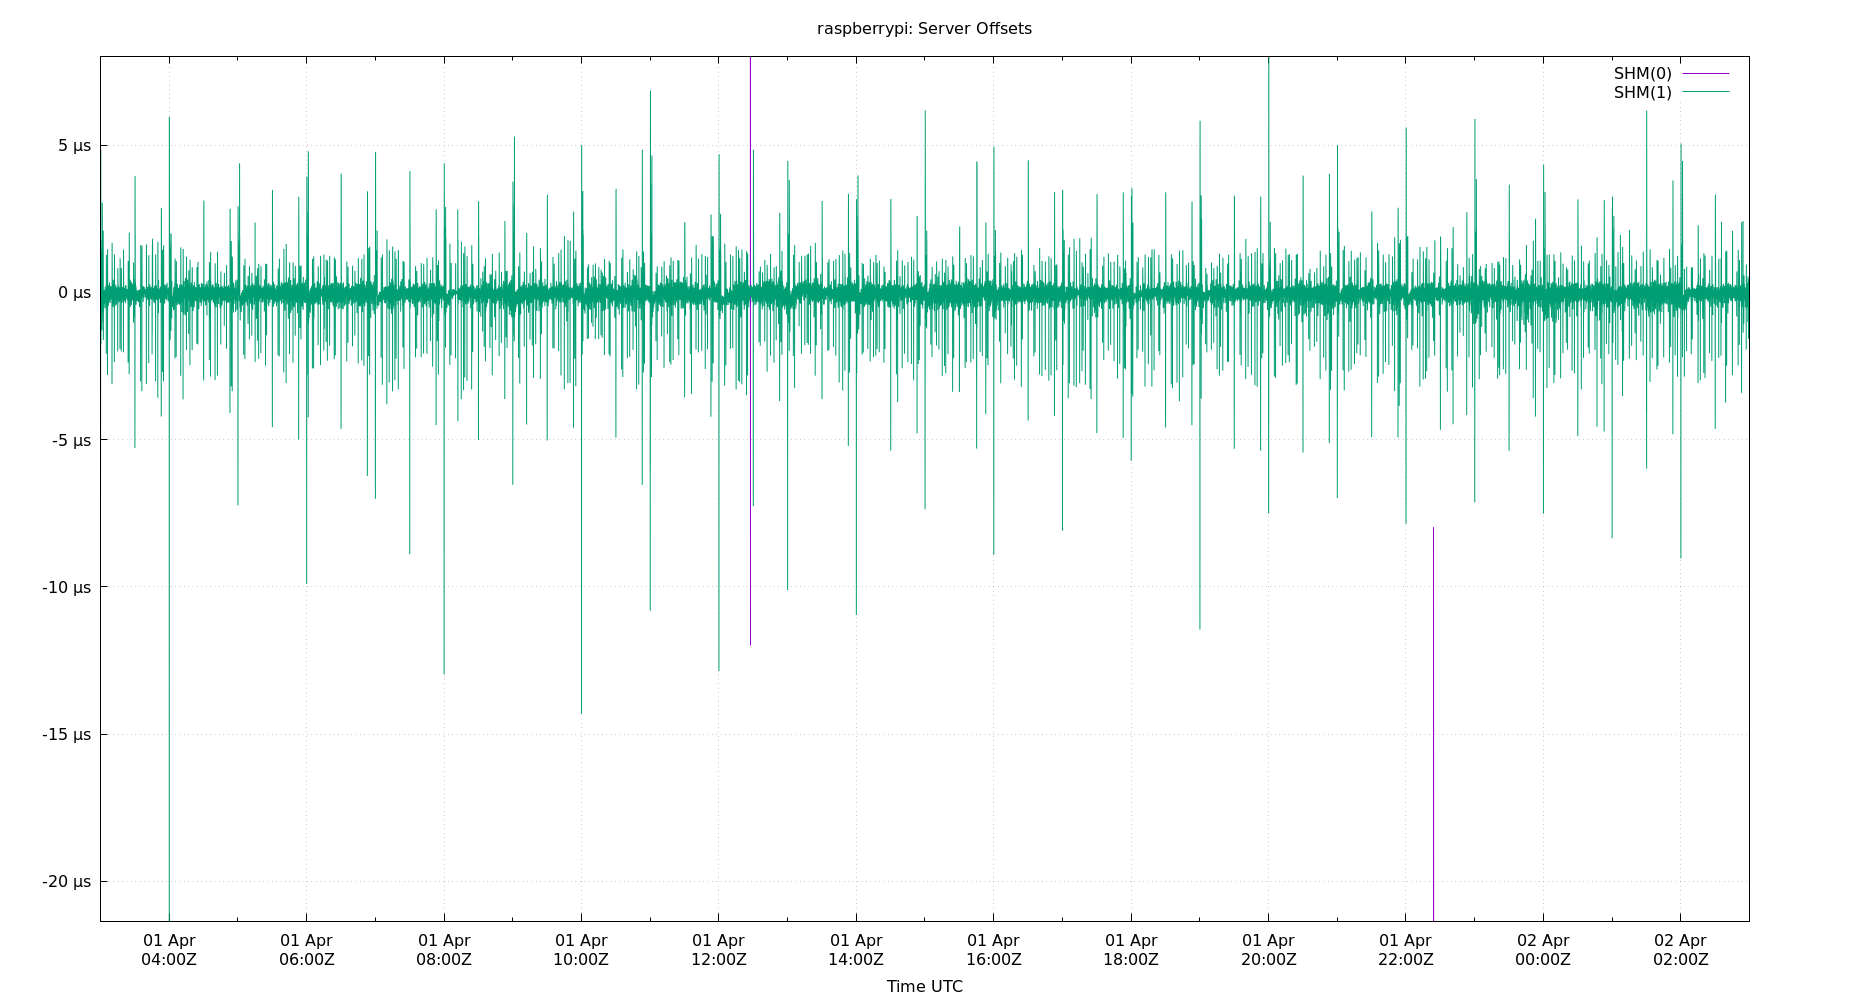 raspberrypi: Server Offsets
SHM(0)
SHM(1)
5 µs
0 µs
-5 µs
-10 µs
-15 µs
-20 µs
01 Apr 01 Apr 01 Apr 01 Apr 01 Apr 01 Apr 01 Apr 01 Apr 01 Apr 01 Apr 02 Apr 02 Apr
04:00Z 06:00Z 08:00Z 10:00Z 12:00Z 14:00Z 16:00Z 18:00Z 20:00Z 22:00Z 00:00Z 02:00Z
Time UTC